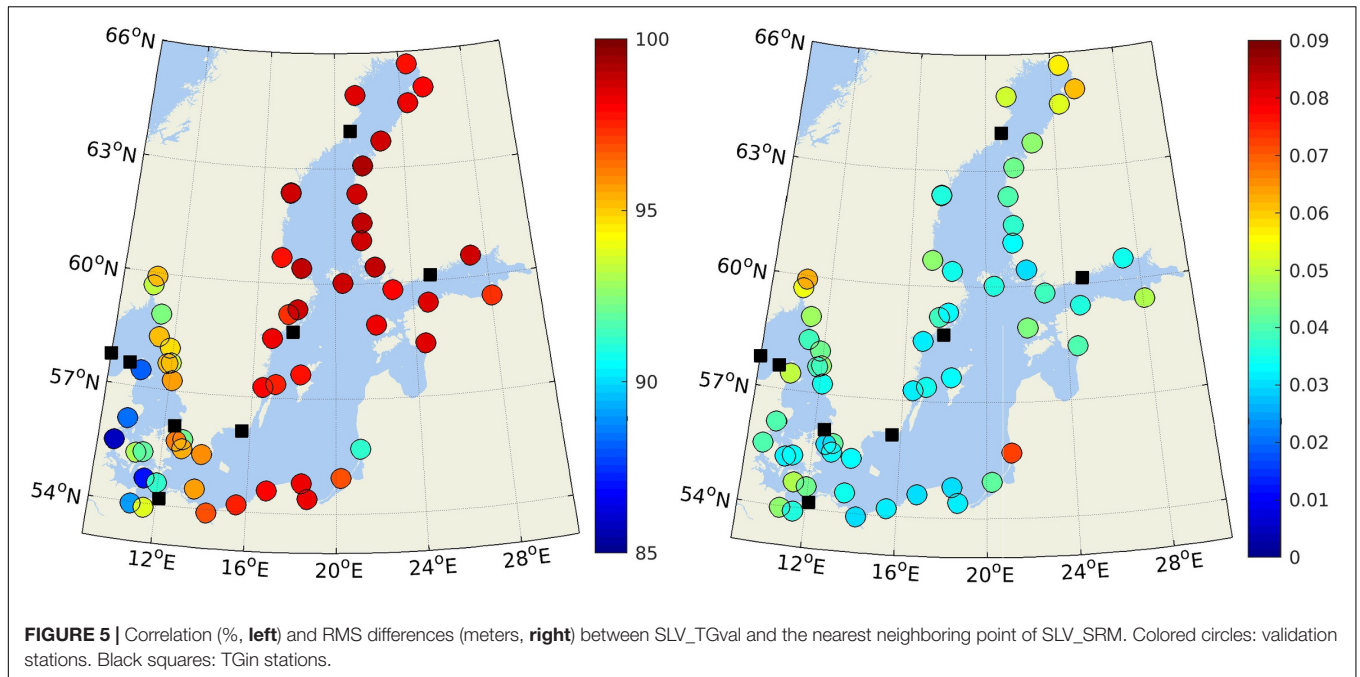 66°N
63°N
60°N
57°N
54°N
12°E
16°E
20°E
24°E
28°E
100
95
90
85
66°N
63°N
60°N
57°N
54°N
12°E
16°E
20°E
24°E
28°E
0.09
0.08
0.07
0.06
0.05
0.04
0.03
0.02
0.01
0
FIGURE 5 | Correlation (%, left) and RMS differences (meters, right) between SLV_TGval and the nearest neighboring point of SLV_SRM. Colored circles: validation
stations. Black squares: TGin stations.